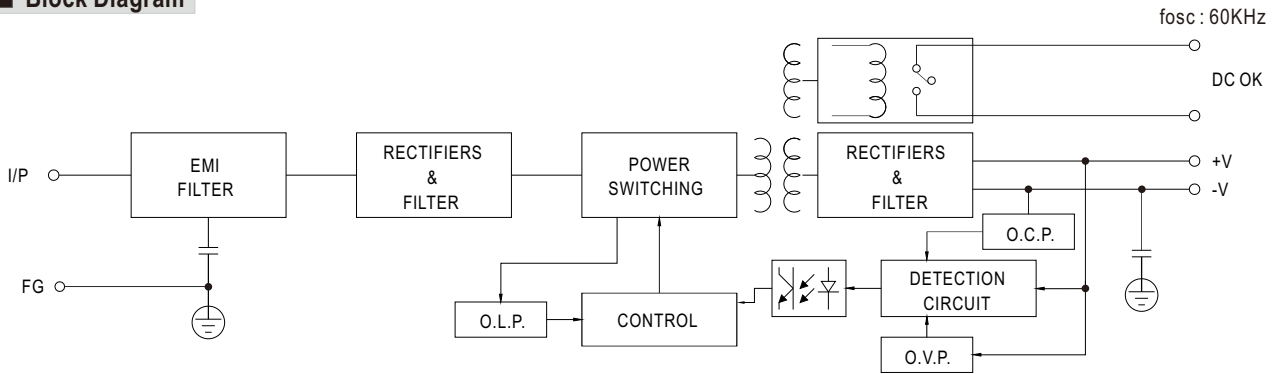 ■ Block Diagram
fosc : 60KHz
DC OK
I/P
EMI
FILTER
RECTIFIERS
&
FILTER
POWER
SWITCHING
RECTIFIERS
&
FILTER
+V
-V
O.C.P.
FG
O.L.P.
CONTROL
DETECTION
CIRCUIT
O.V.P.